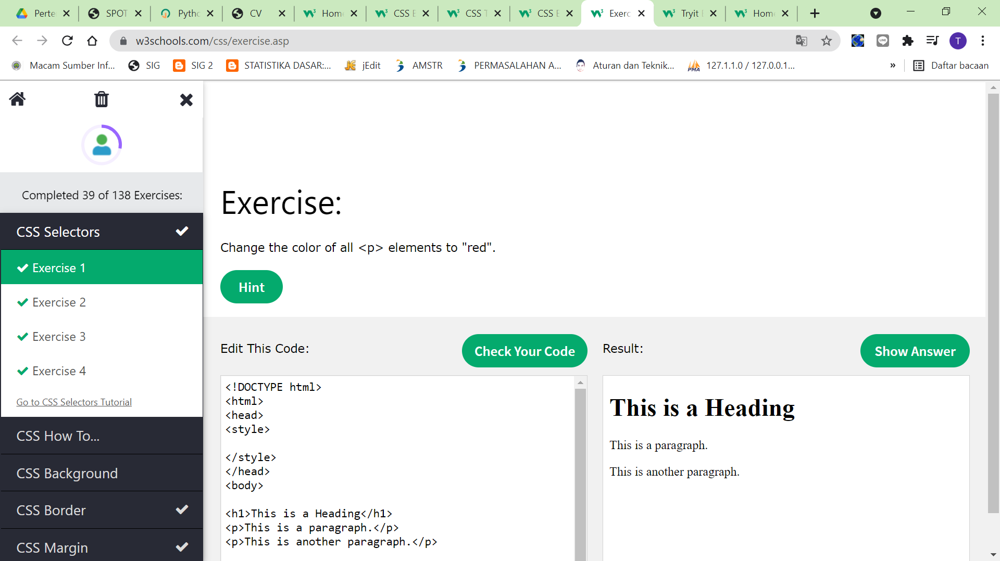 Perte
SPOT
Pythc
CV
Hom
CSS E
CSS T
CSS E
Exerc
Tryit
Hom
w3schools.com/css/exercise.asp
T
Macam Sumber Inf...
SIG
SIG 2
STATISTIKA DASAR:...
jEdit
AMSTR
PERMASALAHAN A...
Aturan dan Teknik...
PMA
127.1.1.0 / 127.0.0.1...
»
Daftar bacaan
Completed 39 of 138 Exercises:
CSS Selectors
Exercise 1
Exercise 2
Exercise 3
Exercise 4
Go to CSS Selectors Tutorial
CSS How To...
CSS Background
CSS Border
CSS Margin
Exercise:
Change the color of all <p> elements to "red".
Hint
Edit This Code:
Check Your Code
<!DOCTYPE html>
<html>
<head>
<style>
</style>
</head>
<body>
<h1>This is a Heading</h1>
<p>This is a paragraph.</p>
<p>This is another paragraph.</p>
Result:
Show Answer
This is a Heading
This is a paragraph.
This is another paragraph.